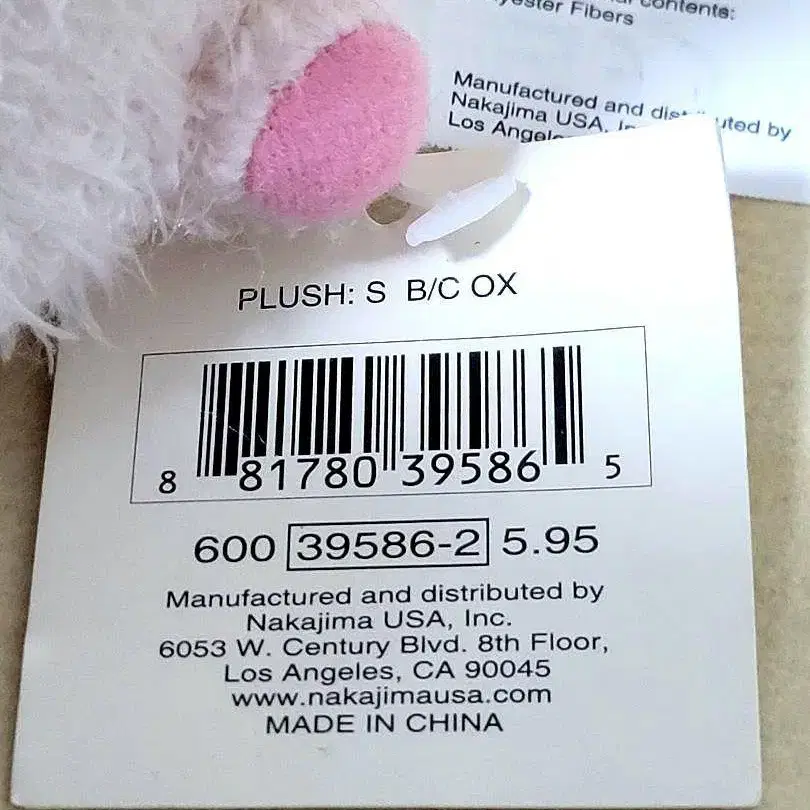 contents:
Fibers
Manufactured and by
Nakajima USA,
Los
PLUSH: S B/C OX
8 81780 39586 5
600 39586-2 5.95
Manufactured and distributed by
Nakajima USA, Inc.
6053 W. Century Blvd. 8th Floor,
Los Angeles, CA 90045
www.nakajimausa.com
MADE IN CHINA